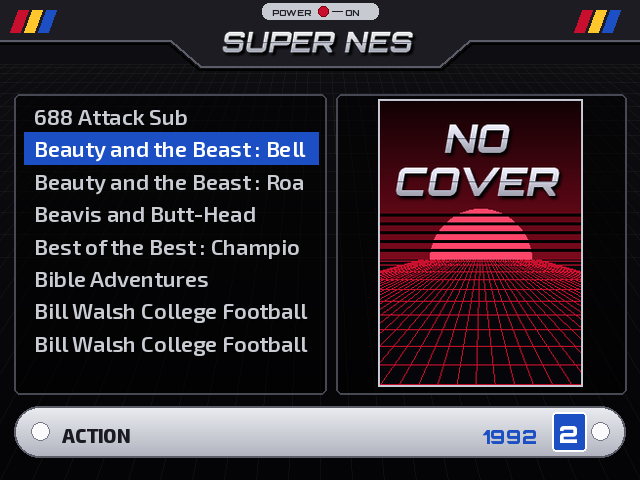 POWER ON
SUPER NES
688 Attack Sub
Beauty and the Beast: Bell
Beauty and the Beast: Roa
Beavis and Butt-Head
Best of the Best: Champio
Bible Adventures
Bill Walsh College Football
Bill Walsh College Football
NO
COVER
ACTION
1992
2